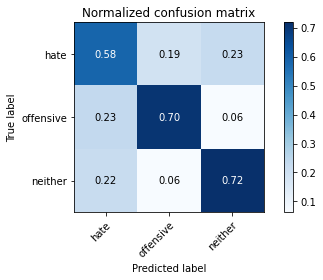 Normalized confusion matrix
True label
hate
offensive
neither
0.58 0.19 0.23
0.23 0.70 0.06
0.22 0.06 0.72
hate
offensive
neither
Predicted label
0.7
0.6
0.5
0.4
0.3
0.2
0.1